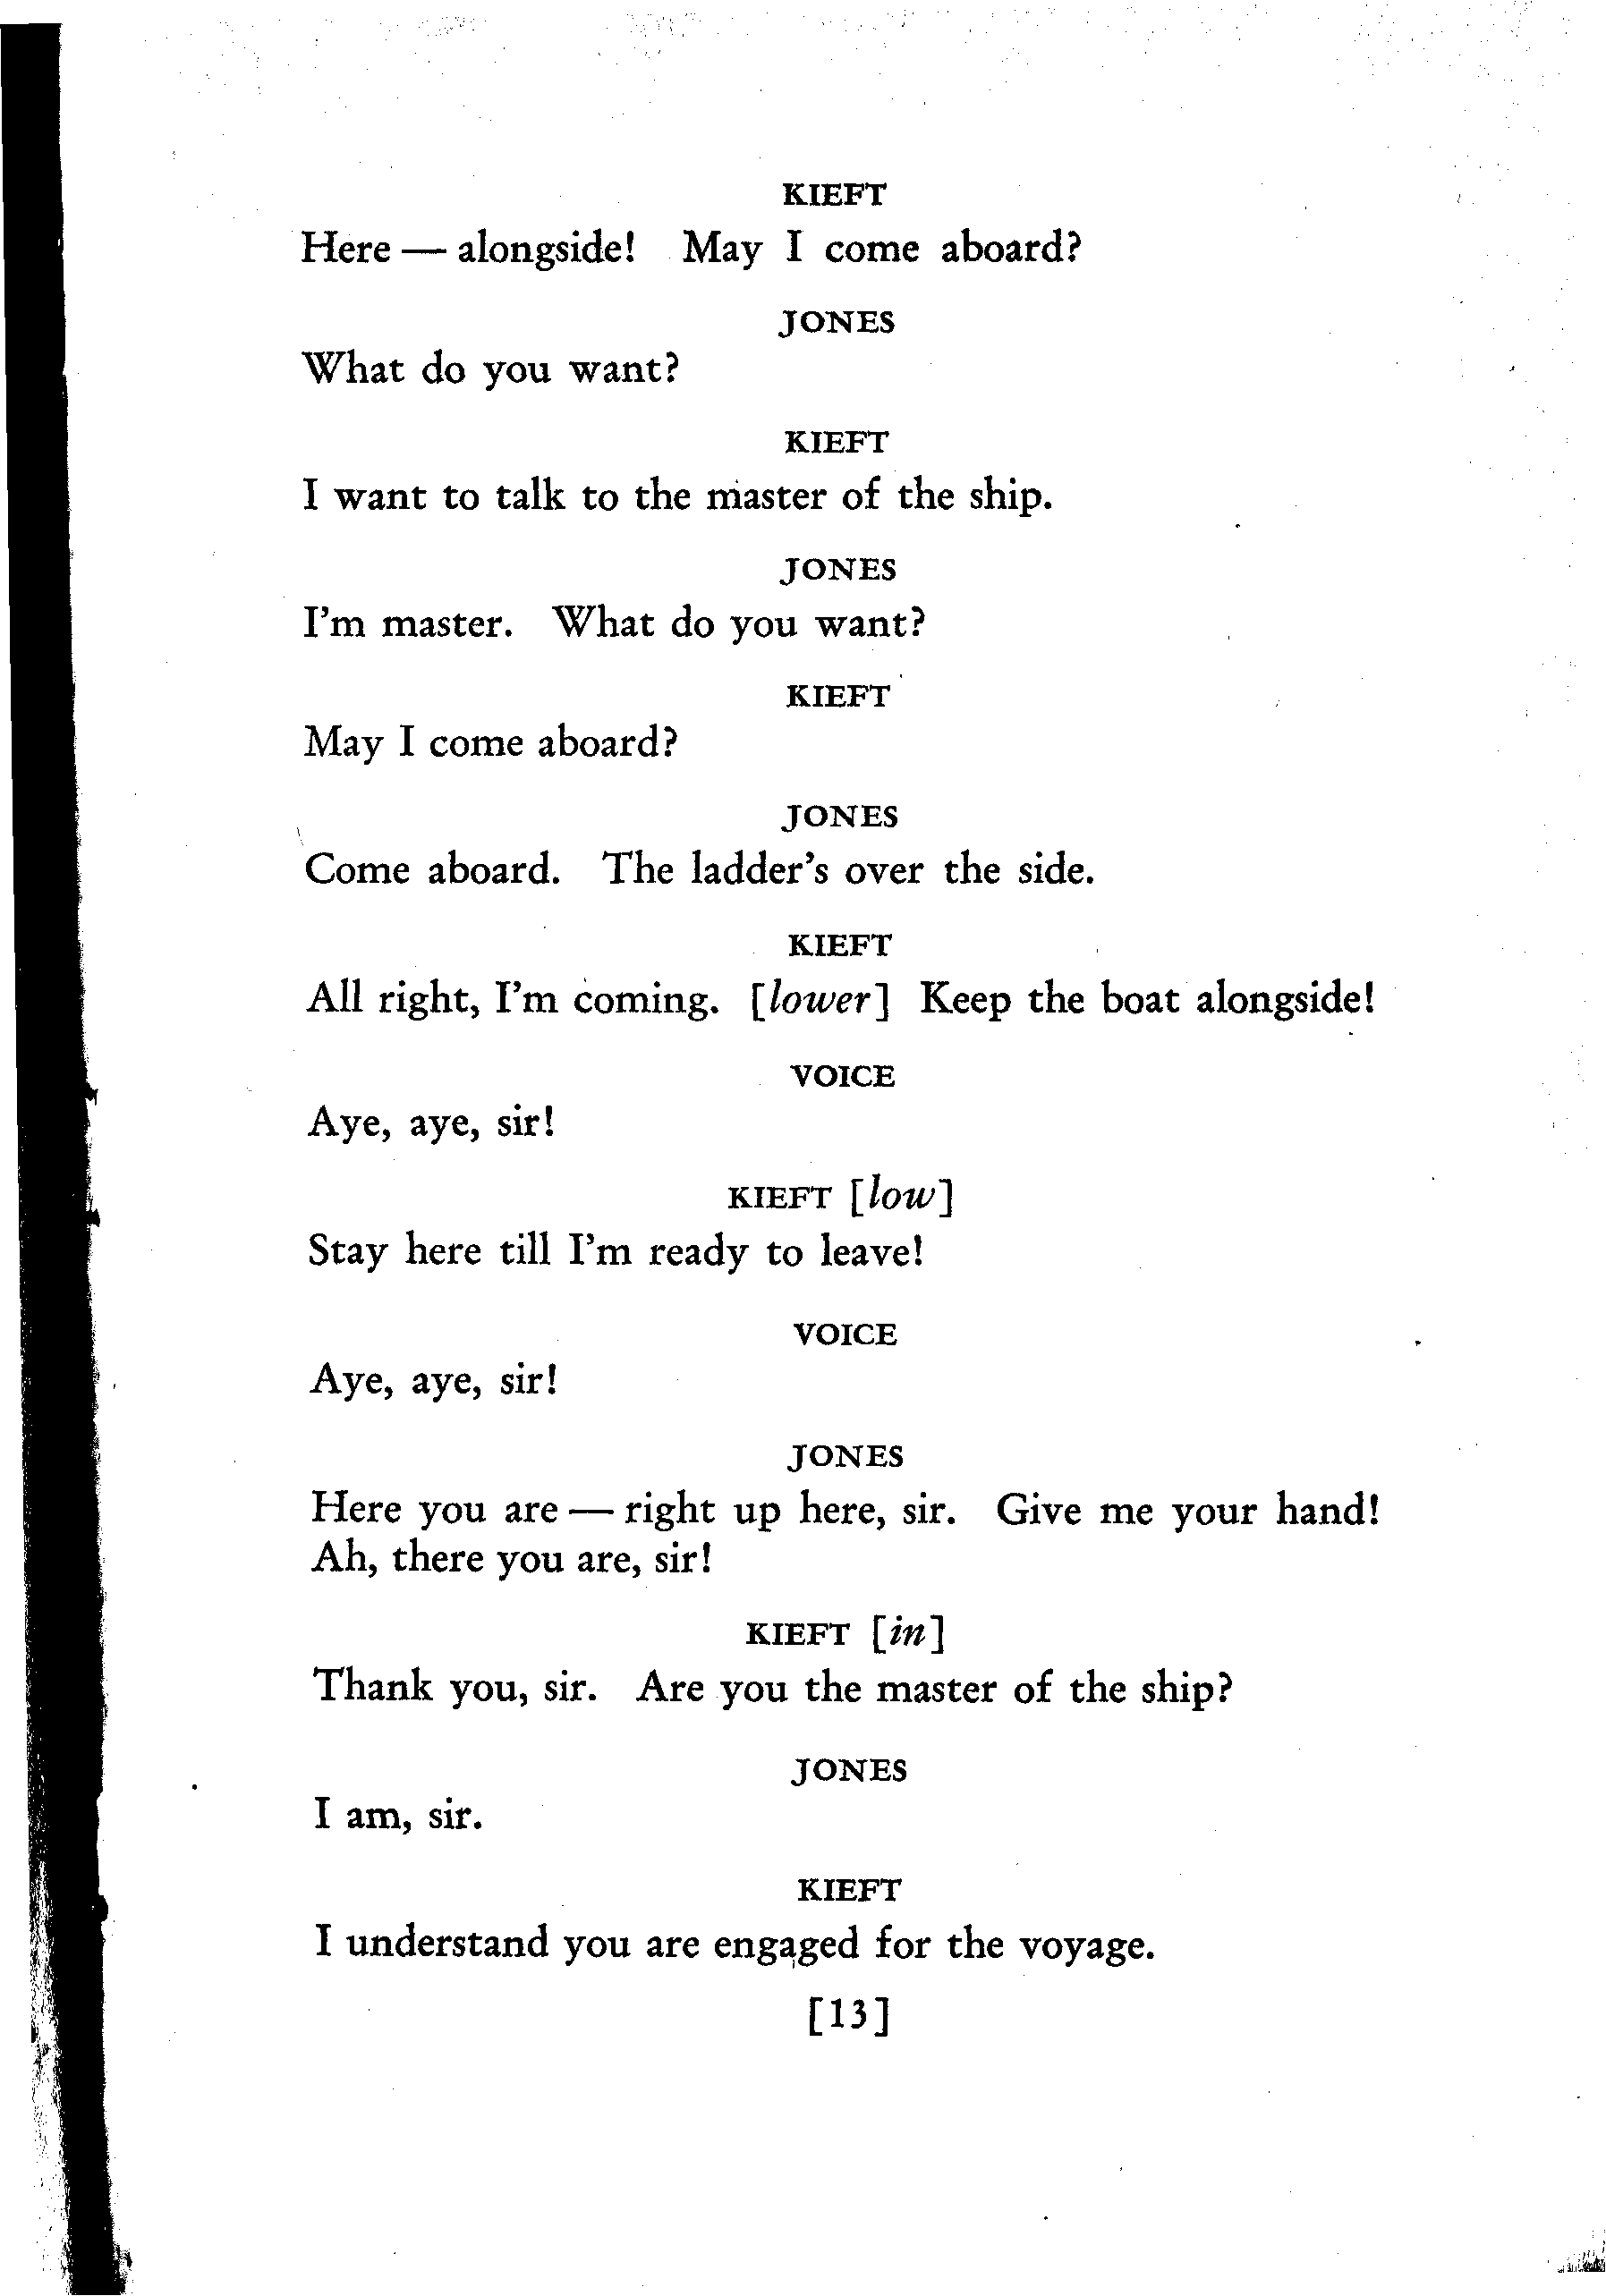 KIEFT
Here — alongside! May I come aboard?
JONES
What do you want?
KIEFT
I want to talk to the master of the ship.
JONES
I'm master. What do you want?
KIEFT
May I come aboard?
JONES
Come aboard. The ladder's over the side.
KIEFT
All right, I'm coming. [lower] Keep the boat alongside!
VOICE
Aye, aye, sir!
KIEFT [low]
Stay here till I'm ready to leave!
VOICE
Aye, aye, sir!
JONES
Here you are — right up here, sir. Give me your hand!
Ah, there you are, sir!
KIEFT [in]
Thank you, sir. Are you the master of the ship?
JONES
I am, sir.
KIEFT
I understand you are engaged for the voyage.
[13]